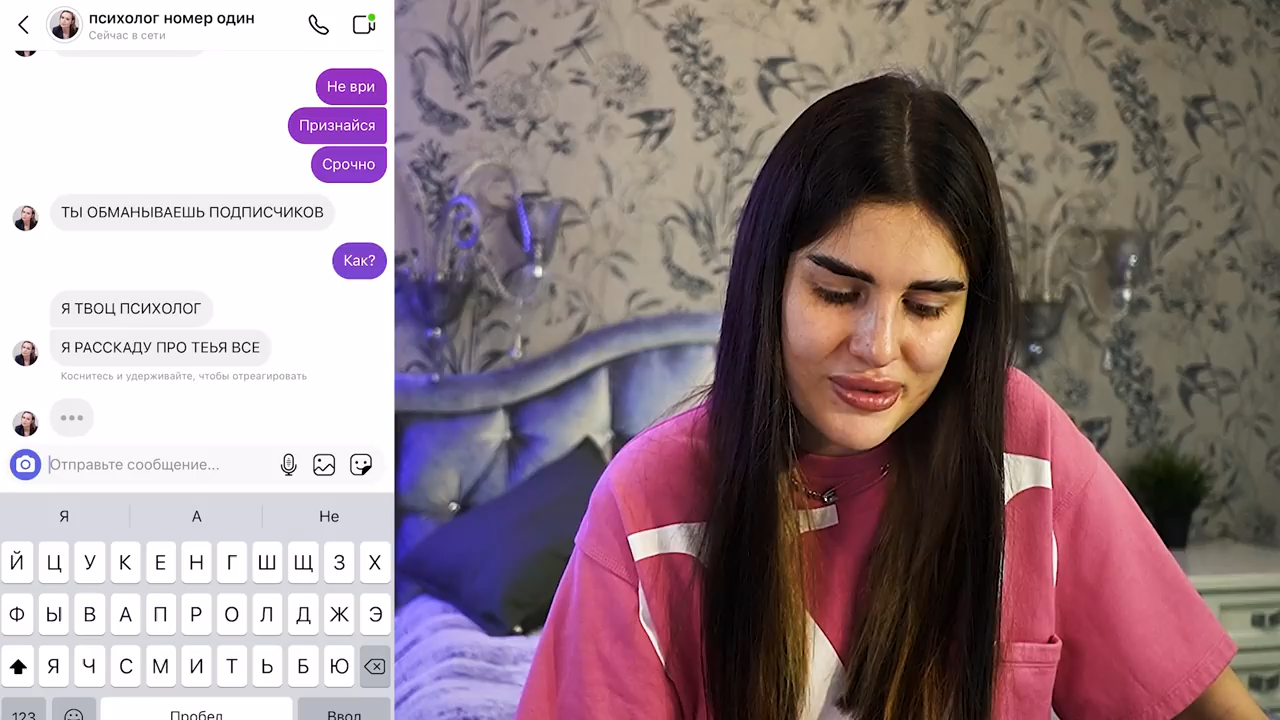 психолог номер один
Сейчас в сети
Не ври
Признайся
Срочно
ТЫ ОБМАНЫВАЕШЬ ПОДПИСЧИКОВ
Как?
Я ТВОЦ ПСИХОЛОГ
Я РАССКАДУ ПРО ТЕЬЯ ВСЕ
Коснитесь и удерживайте, чтобы отреагировать
Отправьте сообщение...
Я А Не
Й Ц У К Е Н Г Ш Щ З Х
Ф Ы В А П Р О Л Д Ж Э
Я Ч С М И Т Ь Б Ю
123 Пробел Ввод